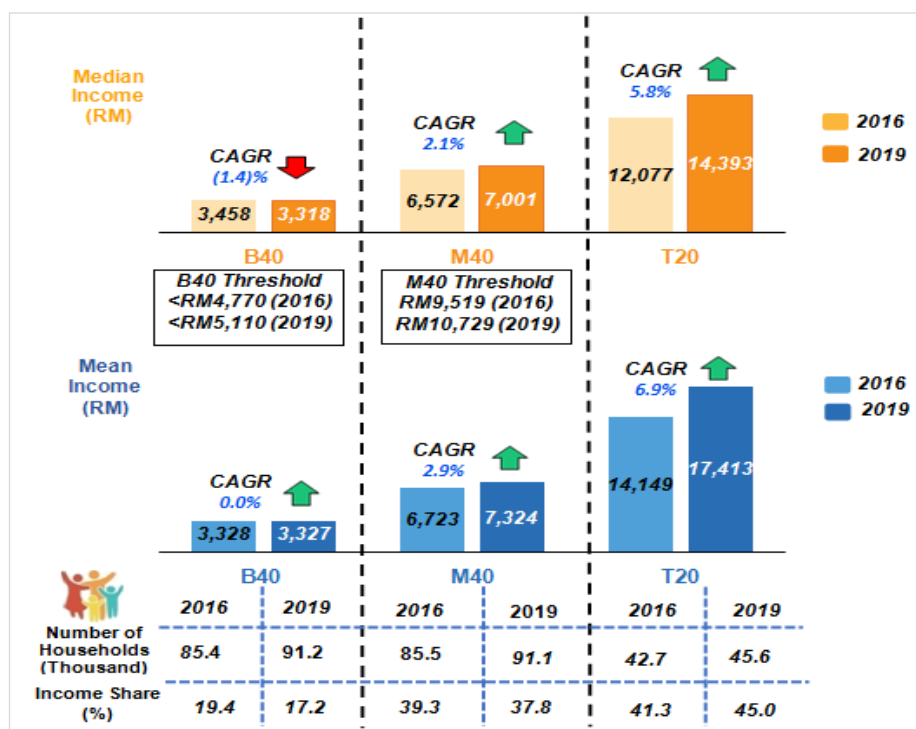 Median
Income
(RM)
CAGR
(1.4)%
3,458
3,318
CAGR
2.1%
6,572
7,001
CAGR
5.8%
12,077
14,393
2016
2019
B40
M40
T20
B40 Threshold
<RM4,770 (2016)
<RM5,110 (2019)
M40 Threshold
RM9,519 (2016)
RM10,729 (2019)
Mean
Income
(RM)
CAGR
0.0%
3,328
3,327
CAGR
2.9%
6,723
7,324
CAGR
6.9%
14,149
17,413
2016
2019
B40
M40
T20
2016 2019 2016 2019 2016 2019
Number of
Households
(Thousand)
85.4 91.2 85.5 91.1 42.7 45.6
Income Share
(%)
19.4 17.2 39.3 37.8 41.3 45.0